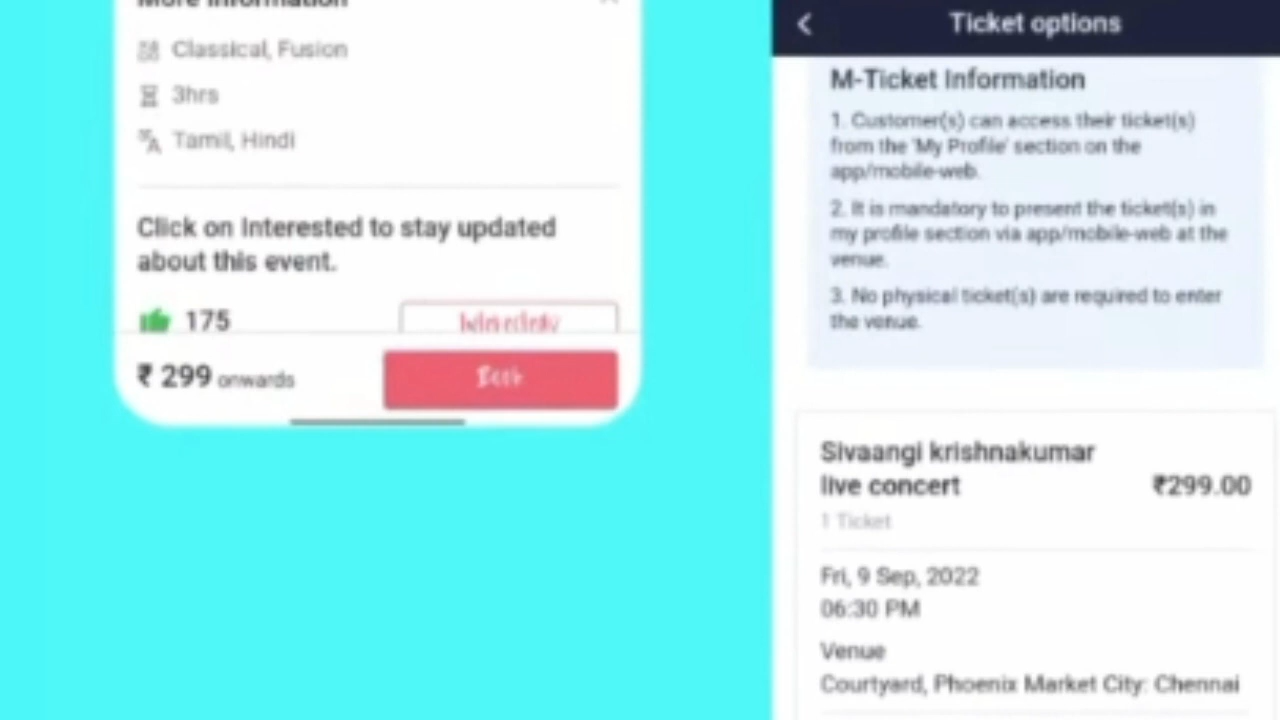 More Information
Classical, Fusion
3hrs
Tamil, Hindi
Click on Interested to stay updated
about this event.
175
₹ 299 onwards
Ticket options
M-Ticket Information
1. Customer(s) can access their ticket(s)
from the 'My Profile' section on the
app/mobile-web.
2. It is mandatory to present the ticket(s) in
my profile section via app/mobile-web at the
venue.
3. No physical ticket(s) are required to enter
the venue.
Sivaangi krishnakumar
live concert
₹299.00
1 Ticket
Fri, 9 Sep, 2022
06:30 PM
Venue
Courtyard, Phoenix Market City: Chennai